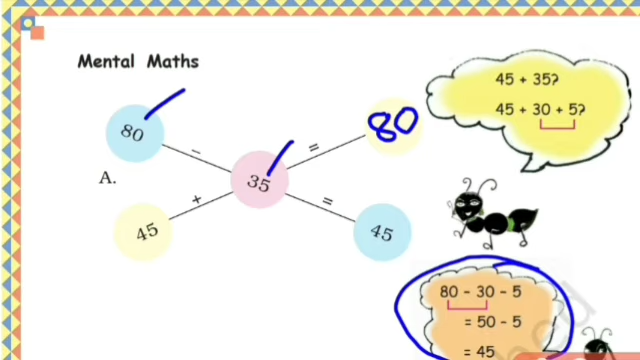 Mental Maths
45 + 35?
45 + 30 + 5?
80
80
−
=
A.
35
+
=
45
45
80 − 30 − 5
= 50 − 5
= 45